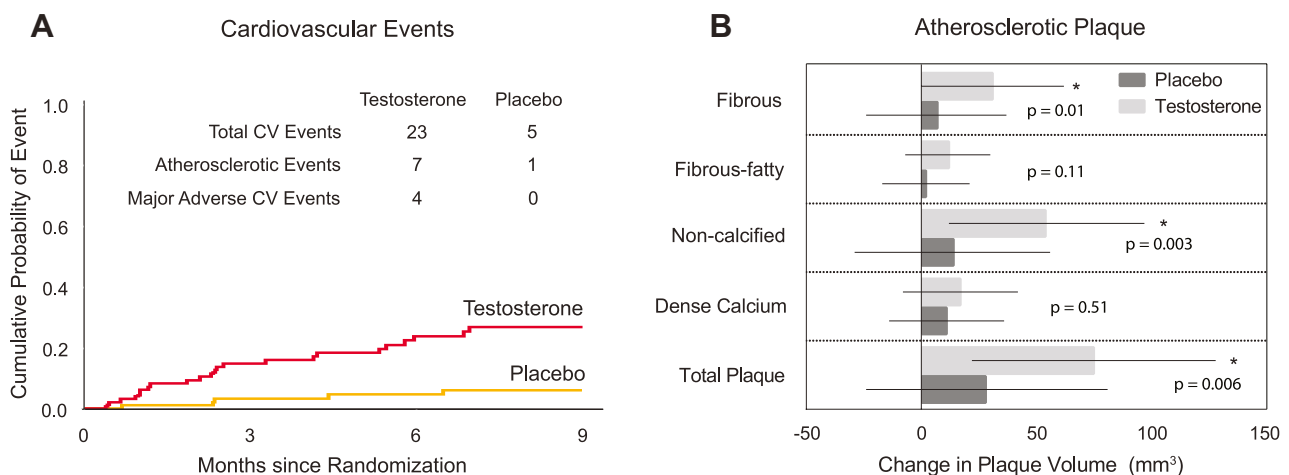 A
Cardiovascular Events
Cumulative Probability of Event
1.0
0.8
0.6
0.4
0.2
0.0
Testosterone Placebo
Total CV Events 23 5
Atherosclerotic Events 7 1
Major Adverse CV Events 4 0
Testosterone
Placebo
0 3 6 9
Months since Randomization
B
Atherosclerotic Plaque
Placebo
Testosterone
Fibrous * p = 0.01
Fibrous-fatty p = 0.11
Non-calcified * p = 0.003
Dense Calcium p = 0.51
Total Plaque * p = 0.006
-50 0 50 100 150
Change in Plaque Volume (mm³)